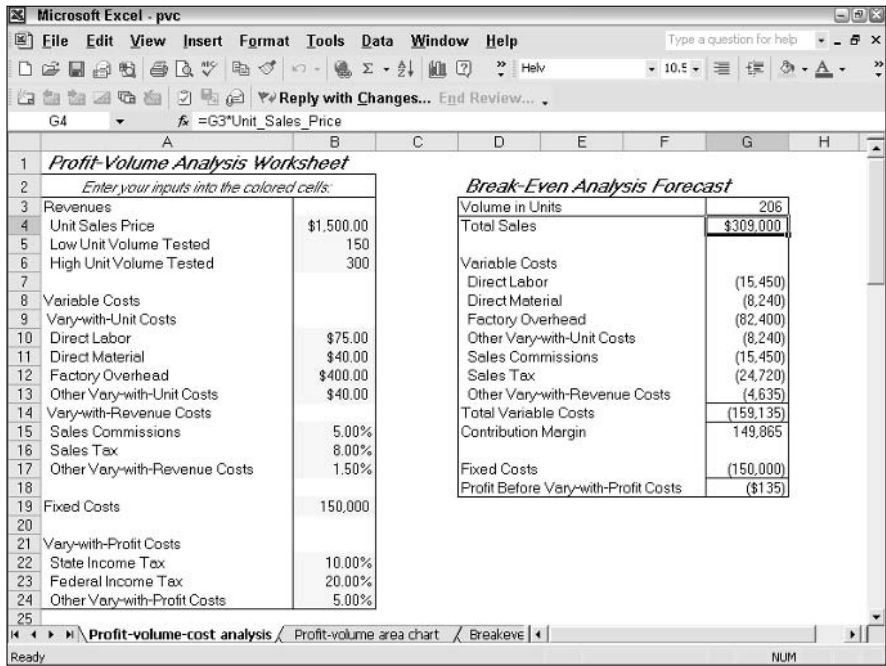 Microsoft Excel - pvc
File Edit View Insert Format Tools Data Window Help
Type a question for help
Helv 10.5
Reply with Changes... End Review...
G4 fx =G3*Unit_Sales_Price
A B C D E F G H
1 Profit-Volume Analysis Worksheet
2 Enter your inputs into the colored cells: Break-Even Analysis Forecast
3 Revenues Volume in Units 206
4 Unit Sales Price $1,500.00 Total Sales $309,000
5 Low Unit Volume Tested 150
6 High Unit Volume Tested 300 Variable Costs
7 Direct Labor (15,450)
8 Variable Costs Direct Material (8,240)
9 Vary-with-Unit Costs Factory Overhead (82,400)
10 Direct Labor $75.00 Other Vary-with-Unit Costs (8,240)
11 Direct Material $40.00 Sales Commissions (15,450)
12 Factory Overhead $400.00 Sales Tax (24,720)
13 Other Vary-with-Unit Costs $40.00 Other Vary-with-Revenue Costs (4,635)
14 Vary-with-Revenue Costs Total Variable Costs (159,135)
15 Sales Commissions 5.00% Contribution Margin 149,865
16 Sales Tax 8.00%
17 Other Vary-with-Revenue Costs 1.50% Fixed Costs (150,000)
18 Profit Before Vary-with-Profit Costs ($135)
19 Fixed Costs 150,000
20
21 Vary-with-Profit Costs
22 State Income Tax 10.00%
23 Federal Income Tax 20.00%
24 Other Vary-with-Profit Costs 5.00%
25
Profit-volume-cost analysis Profit-volume area chart Breakeve
Ready NUM